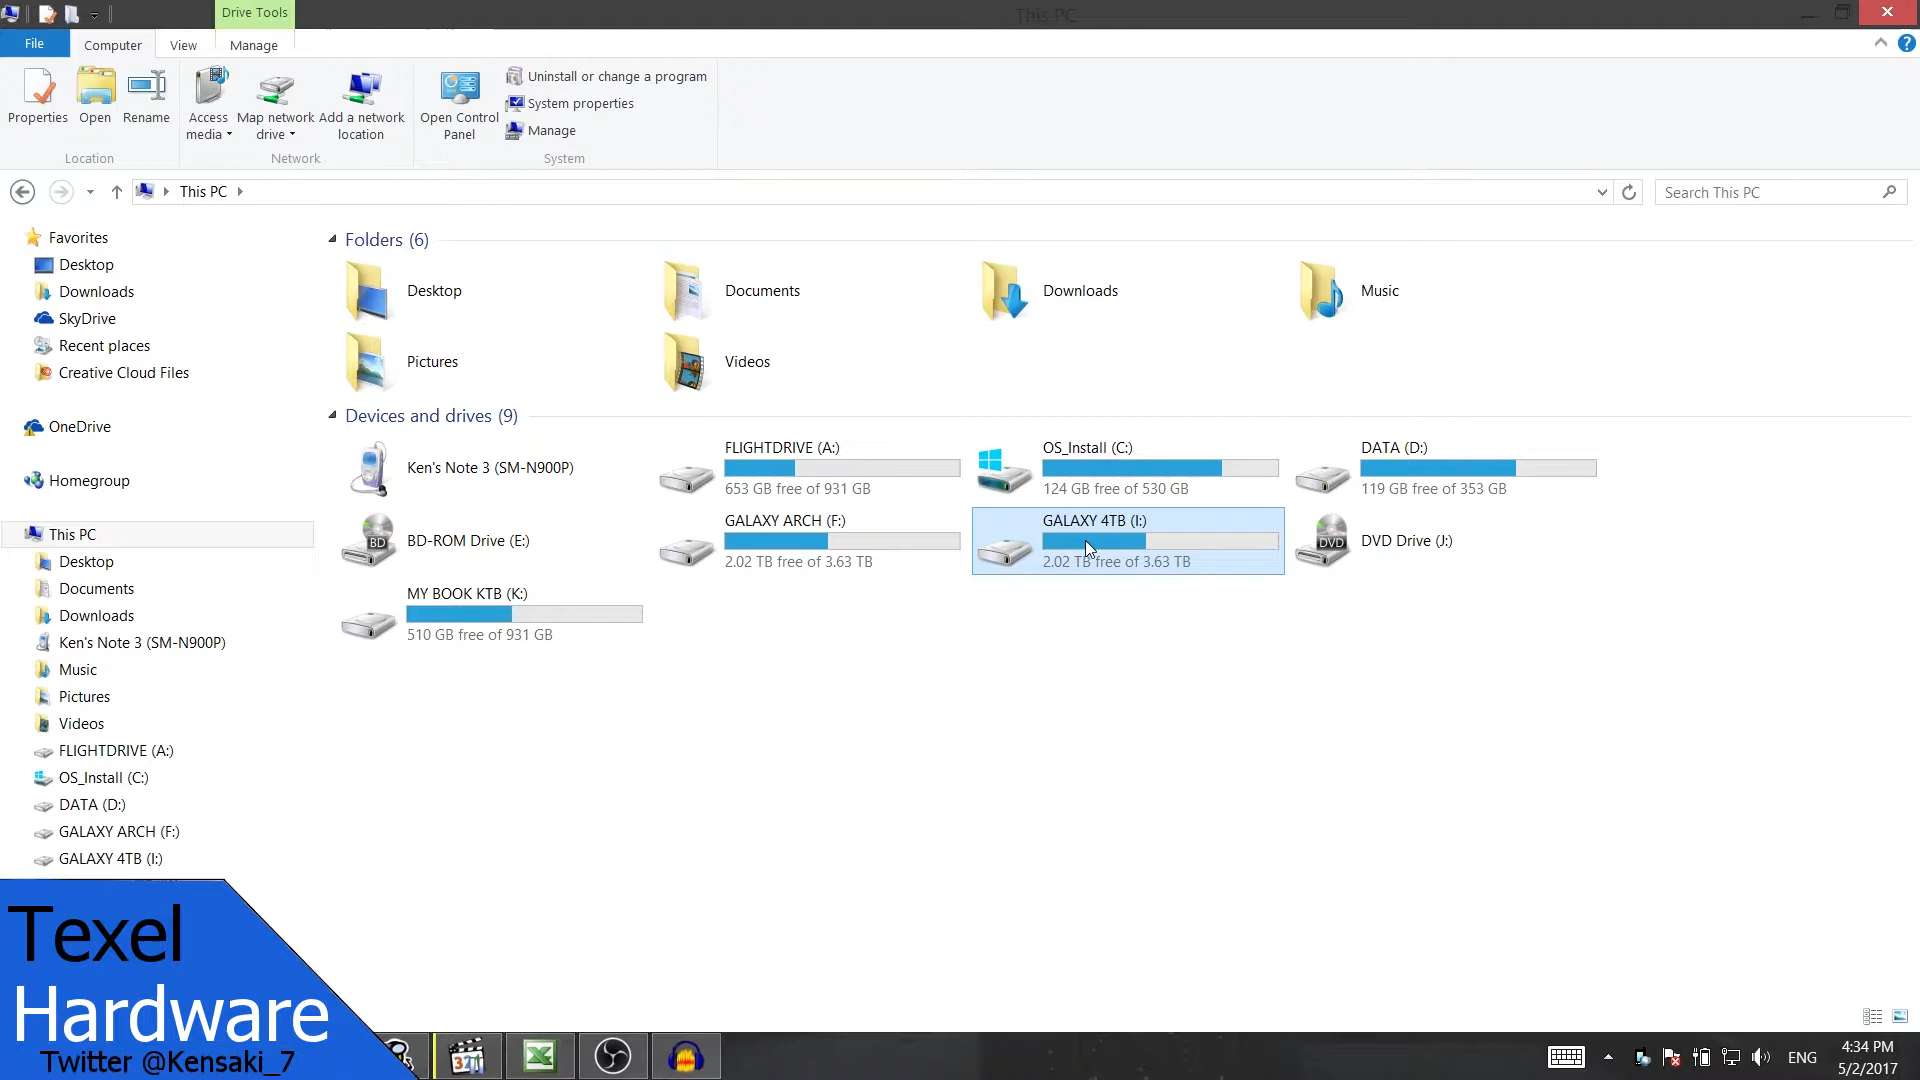 Drive Tools
This PC
File
Computer
View
Manage
Properties
Open
Rename
Access
media
Map network
drive
Add a network
location
Open Control
Panel
Uninstall or change a program
System properties
Manage
Location
Network
System
This PC
Search This PC
Favorites
Desktop
Downloads
SkyDrive
Recent places
Creative Cloud Files
OneDrive
Homegroup
This PC
Desktop
Documents
Downloads
Ken's Note 3 (SM-N900P)
Music
Pictures
Videos
FLIGHTDRIVE (A:)
OS_Install (C:)
DATA (D:)
GALAXY ARCH (F:)
GALAXY 4TB (I:)
Folders (6)
Desktop
Documents
Downloads
Music
Pictures
Videos
Devices and drives (9)
Ken's Note 3 (SM-N900P)
FLIGHTDRIVE (A:)
653 GB free of 931 GB
OS_Install (C:)
124 GB free of 530 GB
DATA (D:)
119 GB free of 353 GB
BD
BD-ROM Drive (E:)
GALAXY ARCH (F:)
2.02 TB free of 3.63 TB
GALAXY 4TB (I:)
2.02 TB free of 3.63 TB
DVD
DVD Drive (J:)
MY BOOK KTB (K:)
510 GB free of 931 GB
Texel
Hardware
Twitter @Kensaki_7
321
ENG
4:34 PM
5/2/2017